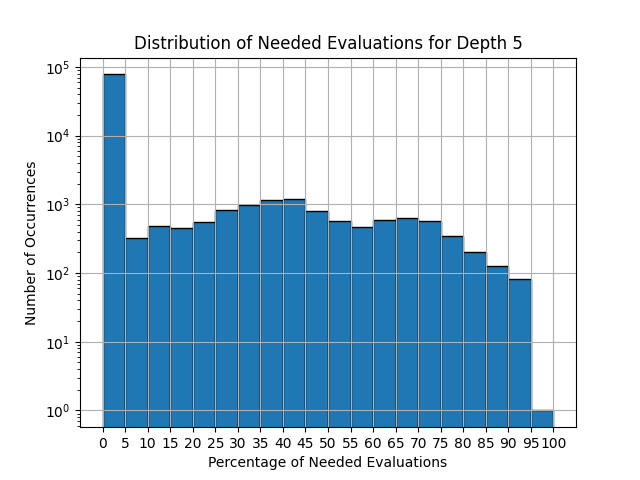 Distribution of Needed Evaluations for Depth 5
Number of Occurrences
10^5
10^4
10^3
10^2
10^1
10^0
0 5 10 15 20 25 30 35 40 45 50 55 60 65 70 75 80 85 90 95 100
Percentage of Needed Evaluations